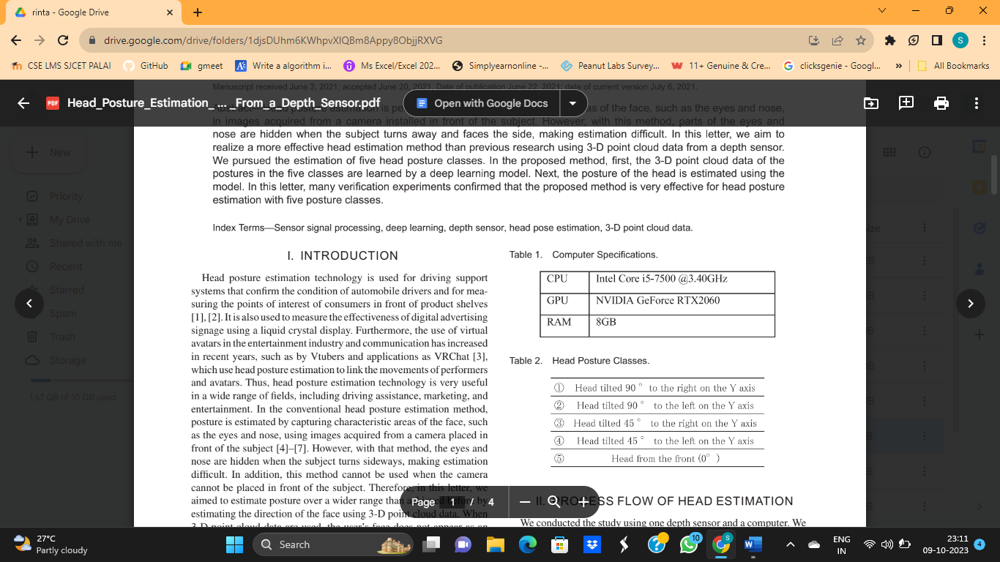 rinta - Google Drive
drive.google.com/drive/folders/1djsDUhm6KWhpvXlQBm8Appy8ObjjRXVG
S
CSE LMS SJCET PALAI
GitHub
gmeet
Write a algorithm i...
Ms Excel/Excel 202...
Simplyearnonline -...
Peanut Labs Survey...
11+ Genuine & Cre...
clicksgenie - Googl...
»
All Bookmarks
Manuscript received June 3, 2021; accepted June 20, 2021. Date of publication June 22, 2021; date of current version July 6, 2021.
PDF
Head_Posture_Estimation_... From_a_Depth_Sensor.pdf
Open with Google Docs
as of the face, such as the eyes and nose,
in images acquired from a camera installed in front of the subject. However, with this method, parts of the eyes and
nose are hidden when the subject turns away and faces the side, making estimation difficult. In this letter, we aim to
realize a more effective head estimation method than previous research using 3-D point cloud data from a depth sensor.
We pursued the estimation of five head posture classes. In the proposed method, first, the 3-D point cloud data of the
postures in the five classes are learned by a deep learning model. Next, the posture of the head is estimated using the
model. In this letter, many verification experiments confirmed that the proposed method is very effective for head posture
estimation with five posture classes.
Index Terms—Sensor signal processing, deep learning, depth sensor, head pose estimation, 3-D point cloud data.
New
Priority
My Drive
Shared with me
Recent
Starred
Spam
Trash
Storage
1.67 GB of 10 GB used
I. INTRODUCTION
Head posture estimation technology is used for driving support
systems that confirm the condition of automobile drivers and for mea-
suring the points of interest of consumers in front of product shelves
[1], [2]. It is also used to measure the effectiveness of digital advertising
signage using a liquid crystal display. Furthermore, the use of virtual
avatars in the entertainment industry and communication has increased
in recent years, such as by Vtubers and applications as VRChat [3],
which use head posture estimation to link the movements of performers
and avatars. Thus, head posture estimation technology is very useful
in a wide range of fields, including driving assistance, marketing, and
entertainment. In the conventional head posture estimation method,
posture is estimated by capturing characteristic areas of the face, such
as the eyes and nose, using images acquired from a camera placed in
front of the subject [4]–[7]. However, with that method, the eyes and
nose are hidden when the subject turns sideways, making estimation
difficult. In addition, this method cannot be used when the camera
cannot be placed in front of the subject. Therefore, in this letter, we
aimed to estimate posture over a wider range than achieved before by
estimating the direction of the face using 3-D point cloud data. When
3-D point cloud data are used, the user's face does not appear as an
Table 1. Computer Specifications.
CPU Intel Core i5-7500 @3.40GHz
GPU NVIDIA GeForce RTX2060
RAM 8GB
Table 2. Head Posture Classes.
① Head tilted 90° to the right on the Y axis
② Head tilted 90° to the left on the Y axis
③ Head tilted 45° to the right on the Y axis
④ Head tilted 45° to the left on the Y axis
⑤ Head from the front (0°)
II. PROCESS FLOW OF HEAD ESTIMATION
We conducted the study using one depth sensor and a computer. We
Page 1 / 4
27°C
Partly cloudy
Search
10
S
ENG
IN
23:11
09-10-2023
4